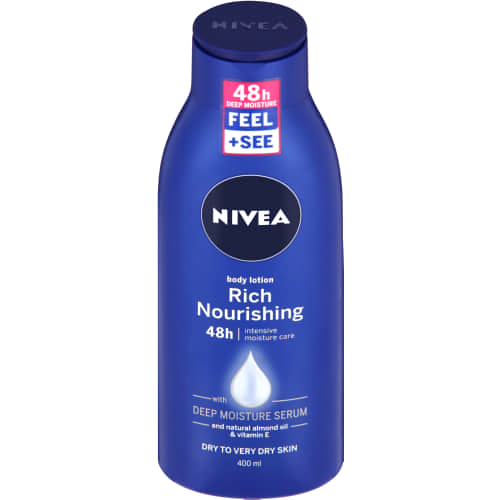 NIVEA
48h
DEEP MOISTURE
FEEL
+SEE
NIVEA
body lotion
Rich
Nourishing
48h | intensive
moisture care
with
DEEP MOISTURE SERUM
and natural almond oil
& vitamin E
DRY TO VERY DRY SKIN
400 ml